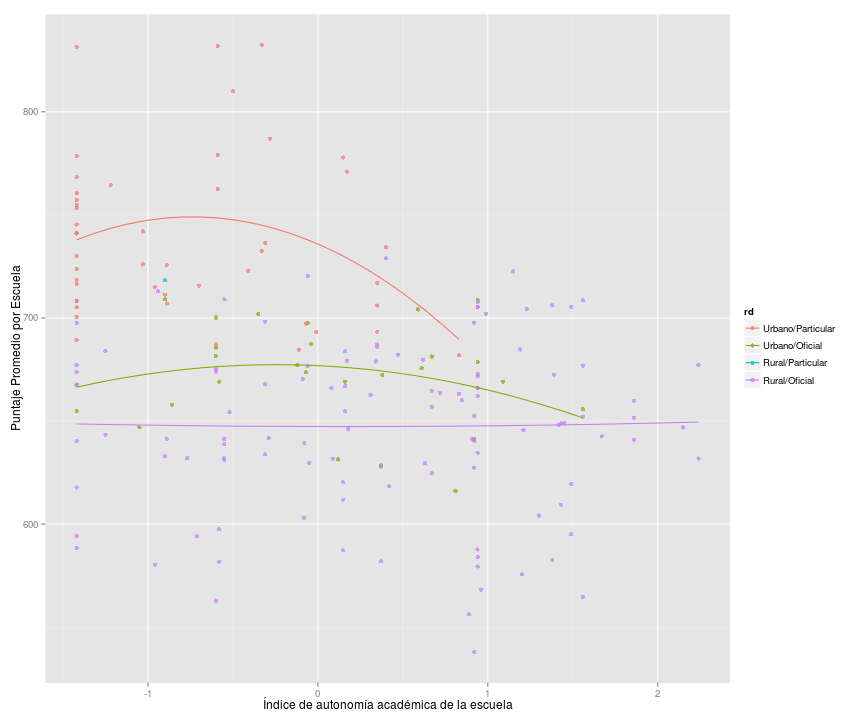 800
700
600
Puntaje Promedio por Escuela
-1
0
1
2
Índice de autonomía académica de la escuela
rd
Urbano/Particular
Urbano/Oficial
Rural/Particular
Rural/Oficial